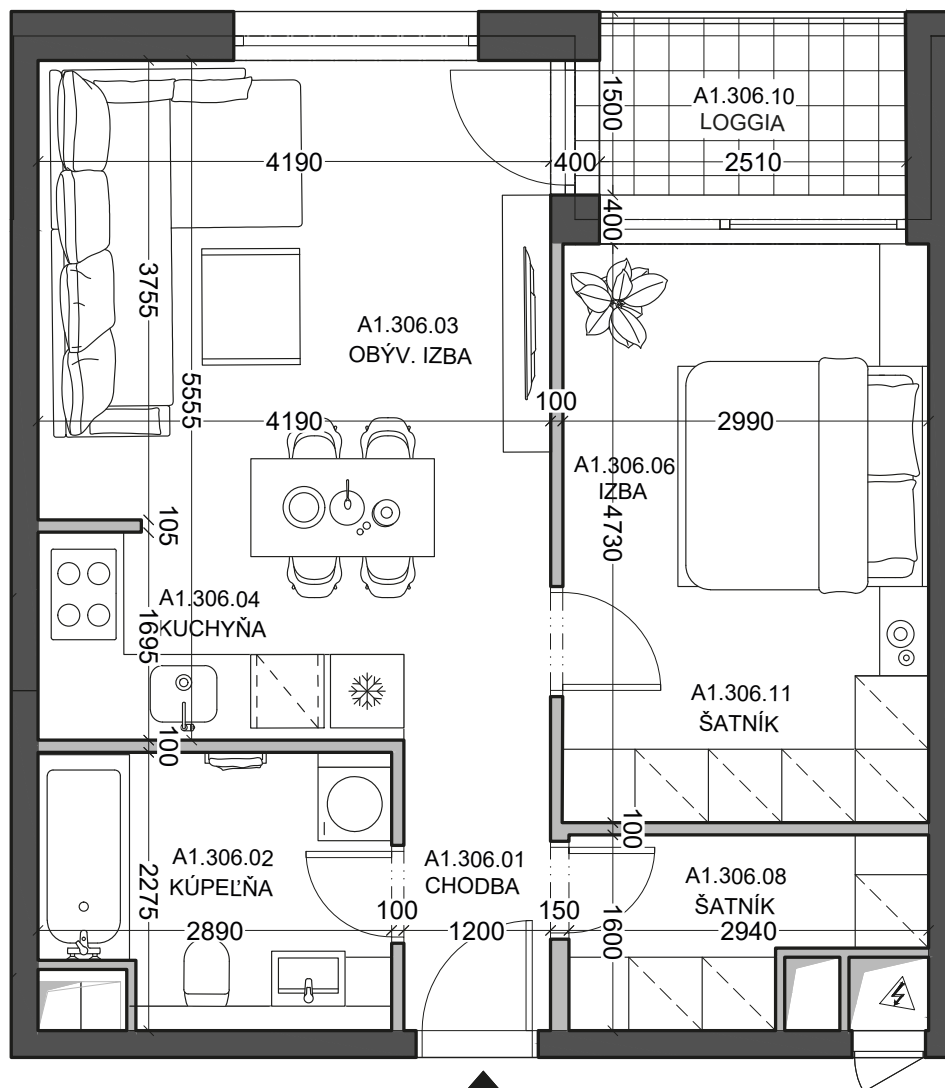 A1.306.10
LOGGIA
1500
4190
400
2510
400
3755
A1.306.03
OBÝV. IZBA
5555
100
4190
2990
A1.306.06
IZBA
4730
105
A1.306.04
KUCHYŇA
1695
A1.306.11
ŠATNÍK
100
100
A1.306.02
KÚPEĽŇA
A1.306.01
CHODBA
A1.306.08
ŠATNÍK
2275
2890
100
1200
150
1600
2940